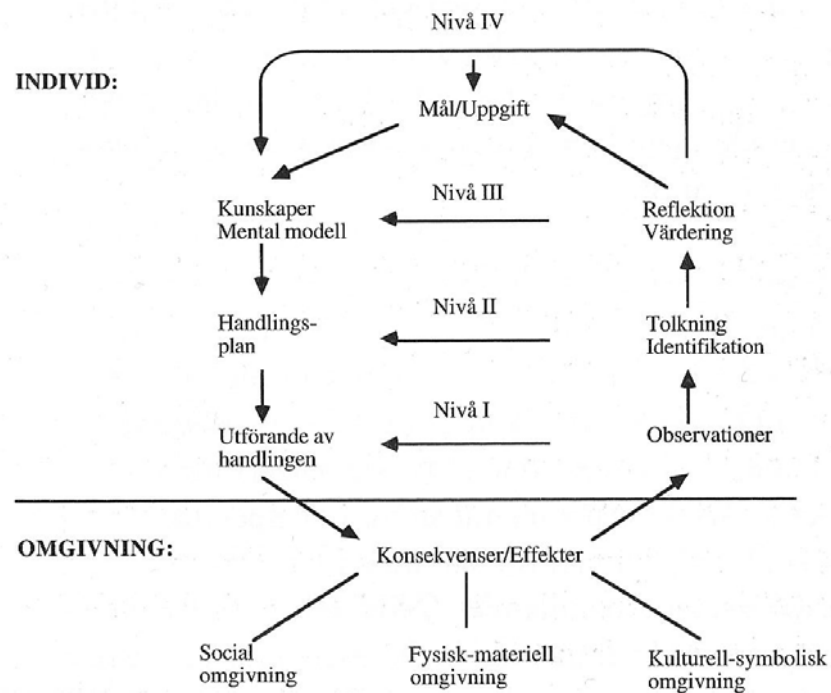 Nivå IV
INDIVID:
Mål/Uppgift
Nivå III
Kunskaper
Mental modell
Reflektion
Värdering
Nivå II
Handlings-
plan
Tolkning
Identifikation
Nivå I
Utförande av
handlingen
Observationer
OMGIVNING:
Konsekvenser/Effekter
Social
omgivning
Fysisk-materiell
omgivning
Kulturell-symbolisk
omgivning